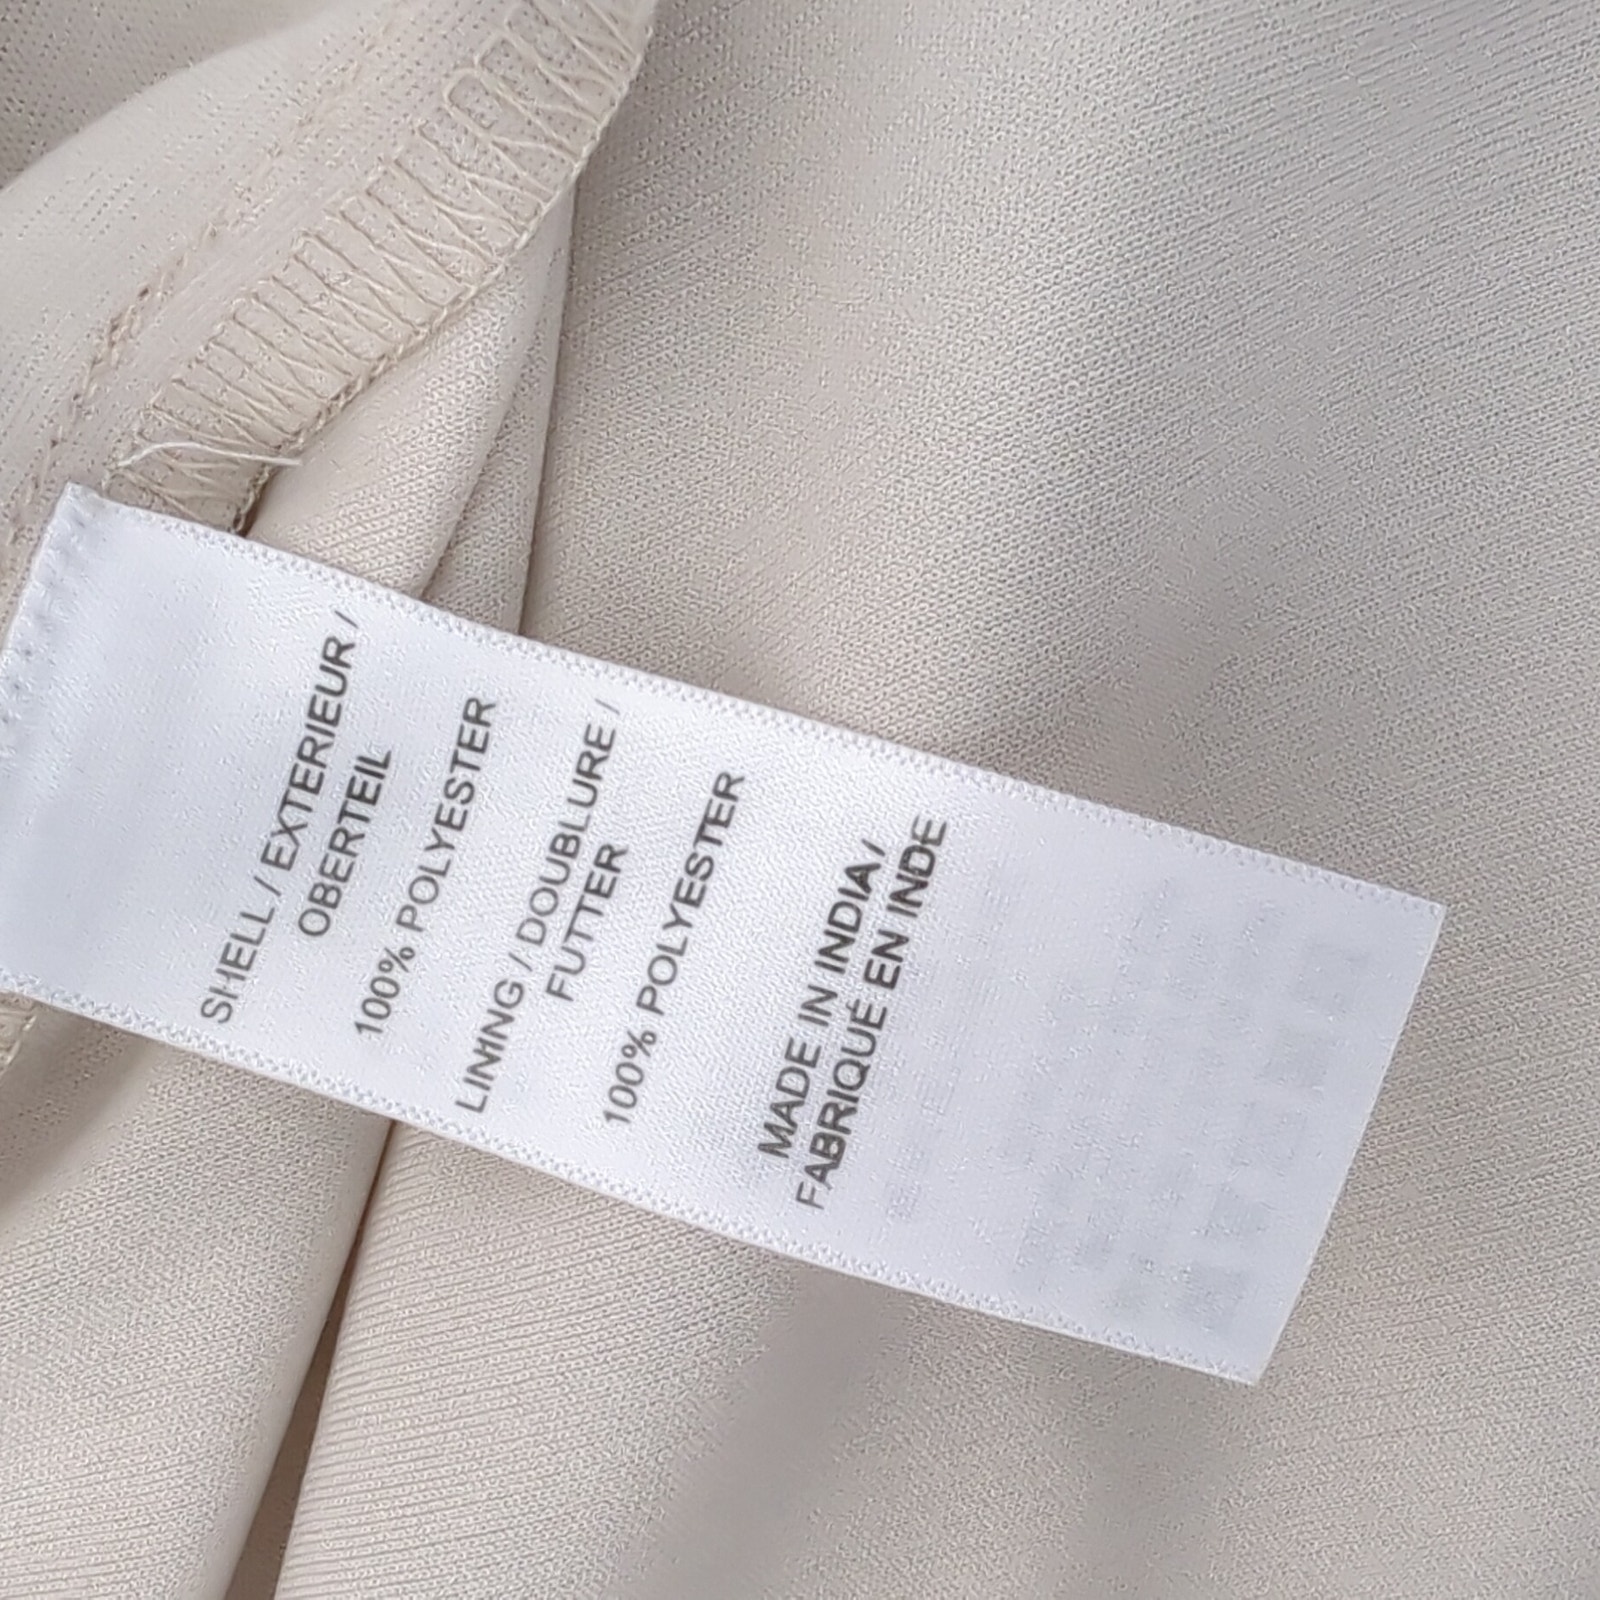 SHELL / EXTERIEUR /
OBERTEIL
100% POLYESTER
LINING / DOUBLURE /
FUTTER
100% POLYESTER
MADE IN INDIA /
FABRIQUÉ EN INDE